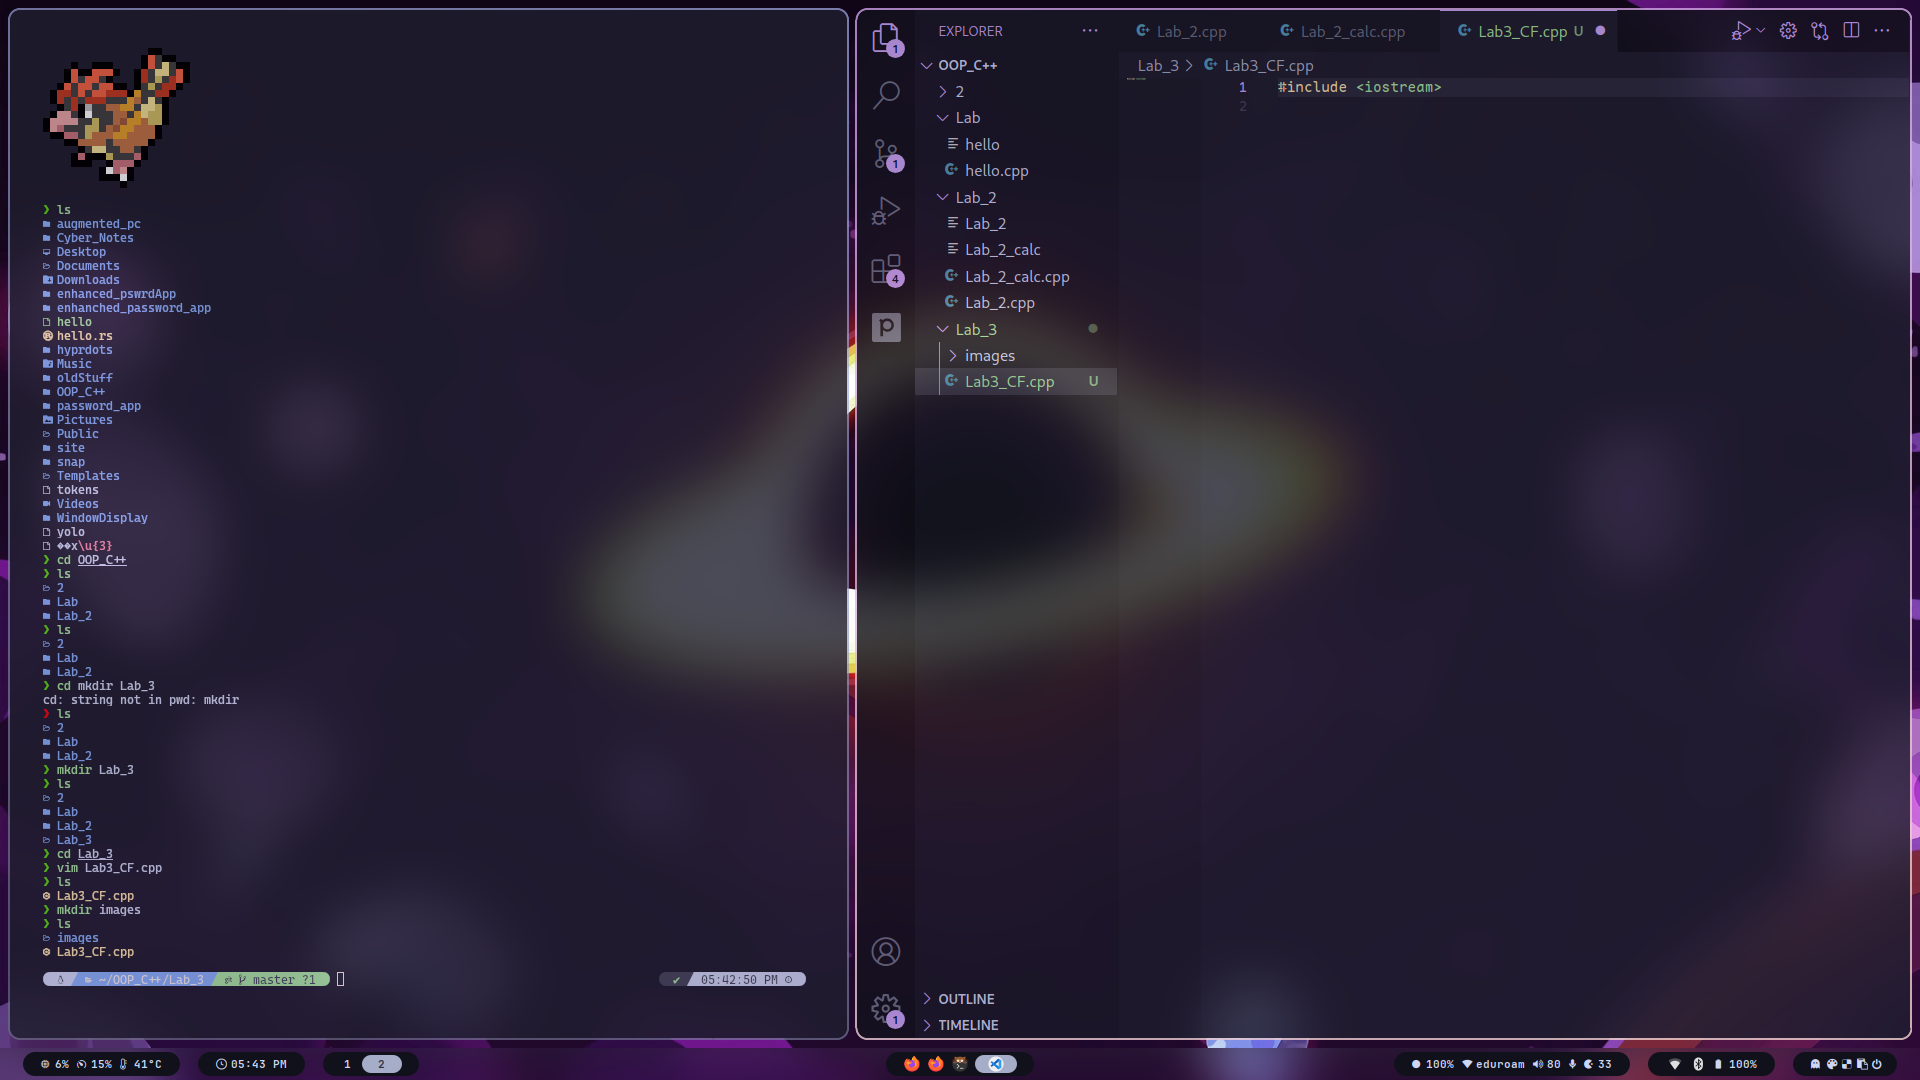 ❯ ls
augmented_pc
Cyber_Notes
Desktop
Documents
Downloads
enhanced_pswrdApp
enhanched_password_app
hello
hello.rs
hyprdots
Music
oldStuff
OOP_C++
password_app
Pictures
Public
site
snap
Templates
tokens
Videos
WindowDisplay
yolo
��x\u{3}
❯ cd OOP_C++
❯ ls
2
Lab
Lab_2
❯ ls
2
Lab
Lab_2
❯ cd mkdir Lab_3
cd: string not in pwd: mkdir
❯ ls
2
Lab
Lab_2
❯ mkdir Lab_3
❯ ls
2
Lab
Lab_2
Lab_3
❯ cd Lab_3
❯ vim Lab3_CF.cpp
❯ ls
Lab3_CF.cpp
❯ mkdir images
❯ ls
images
Lab3_CF.cpp
~/OOP_C++/Lab_3 master ?1 ✔ 05:42:50 PM
1
1
4
1
EXPLORER ···
OOP_C++
2
Lab
hello
hello.cpp
Lab_2
Lab_2
Lab_2_calc
Lab_2_calc.cpp
Lab_2.cpp
Lab_3
images
Lab3_CF.cpp U
OUTLINE
TIMELINE
Lab_2.cpp Lab_2_calc.cpp Lab3_CF.cpp U
Lab_3 > Lab3_CF.cpp
1 #include <iostream>
2
6% 15% 41°C 05:43 PM 1 2 100% eduroam 80 33 100%